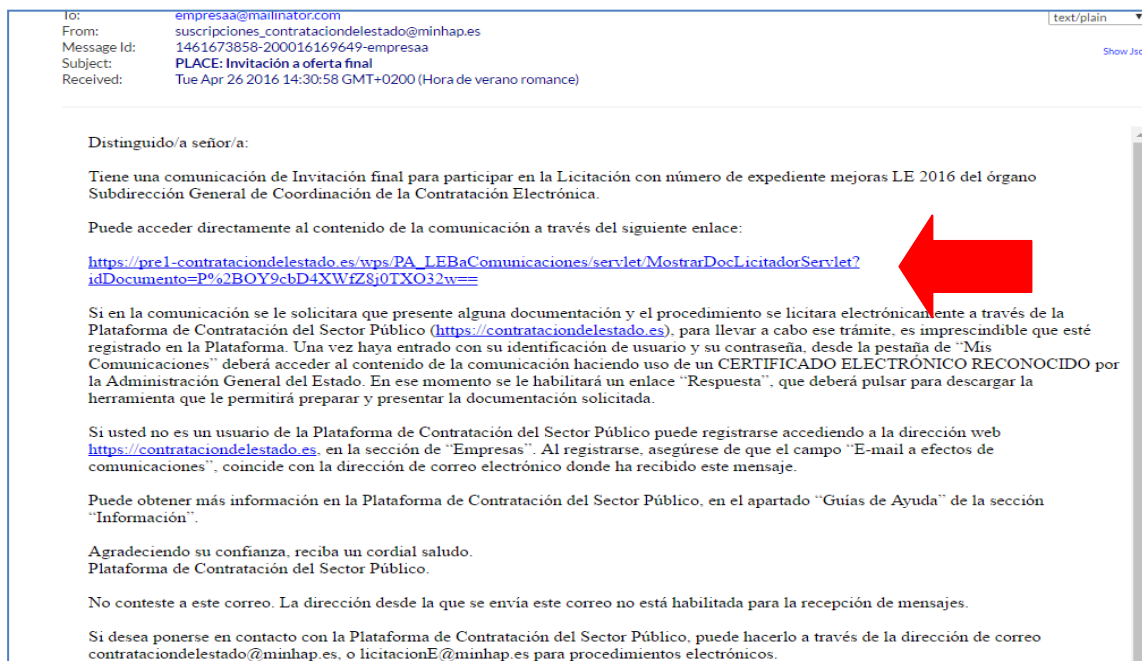 To: empresaa@mailinator.com
text/plain
From: suscripciones_contrataciondelestado@minhap.es
Message Id: 1461673858-200016169649-empresaa
Show Jso
Subject: PLACE: Invitación a oferta final
Received: Tue Apr 26 2016 14:30:58 GMT+0200 (Hora de verano romance)
Distinguido/a señor/a:
Tiene una comunicación de Invitación final para participar en la Licitación con número de expediente mejoras LE 2016 del órgano
Subdirección General de Coordinación de la Contratación Electrónica.
Puede acceder directamente al contenido de la comunicación a través del siguiente enlace:
https://pre1-contrataciondelestado.es/wps/PA_LEBaComunicaciones/servlet/MostrarDocLicitadorServlet?
idDocumento=P%2BOY9cbD4XWfZ8j0TXO32w==
Si en la comunicación se le solicitara que presente alguna documentación y el procedimiento se licitara electrónicamente a través de la
Plataforma de Contratación del Sector Público (https://contrataciondelestado.es), para llevar a cabo ese trámite, es imprescindible que esté
registrado en la Plataforma. Una vez haya entrado con su identificación de usuario y su contraseña, desde la pestaña de “Mis
Comunicaciones” deberá acceder al contenido de la comunicación haciendo uso de un CERTIFICADO ELECTRÓNICO RECONOCIDO por
la Administración General del Estado. En ese momento se le habilitará un enlace “Respuesta”, que deberá pulsar para descargar la
herramienta que le permitirá preparar y presentar la documentación solicitada.
Si usted no es un usuario de la Plataforma de Contratación del Sector Público puede registrarse accediendo a la dirección web
https://contrataciondelestado.es, en la sección de “Empresas”. Al registrarse, asegúrese de que el campo “E-mail a efectos de
comunicaciones”, coincide con la dirección de correo electrónico donde ha recibido este mensaje.
Puede obtener más información en la Plataforma de Contratación del Sector Público, en el apartado “Guías de Ayuda” de la sección
“Información”.
Agradeciendo su confianza, reciba un cordial saludo.
Plataforma de Contratación del Sector Público.
No conteste a este correo. La dirección desde la que se envía este correo no está habilitada para la recepción de mensajes.
Si desea ponerse en contacto con la Plataforma de Contratación del Sector Público, puede hacerlo a través de la dirección de correo
contrataciondelestado@minhap.es, o licitacionE@minhap.es para procedimientos electrónicos.